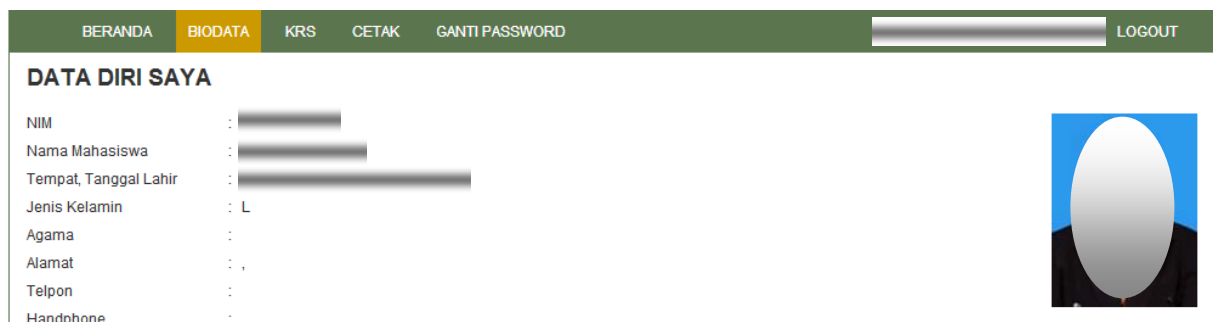 BERANDA BIODATA KRS CETAK GANTI PASSWORD LOGOUT
DATA DIRI SAYA
NIM :
Nama Mahasiswa :
Tempat, Tanggal Lahir :
Jenis Kelamin : L
Agama :
Alamat : ,
Telpon :
Handphone :